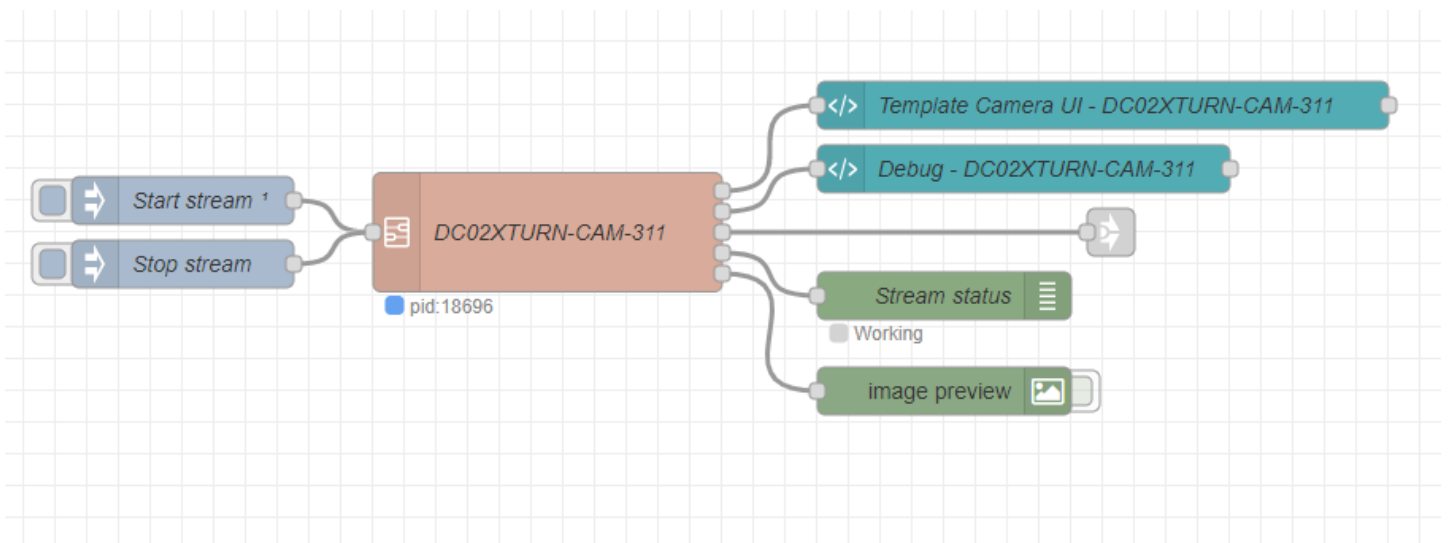 Template Camera UI - DC02XTURN-CAM-311
Debug - DC02XTURN-CAM-311
Start stream ¹
DC02XTURN-CAM-311
Stop stream
Stream status
pid:18696
Working
image preview